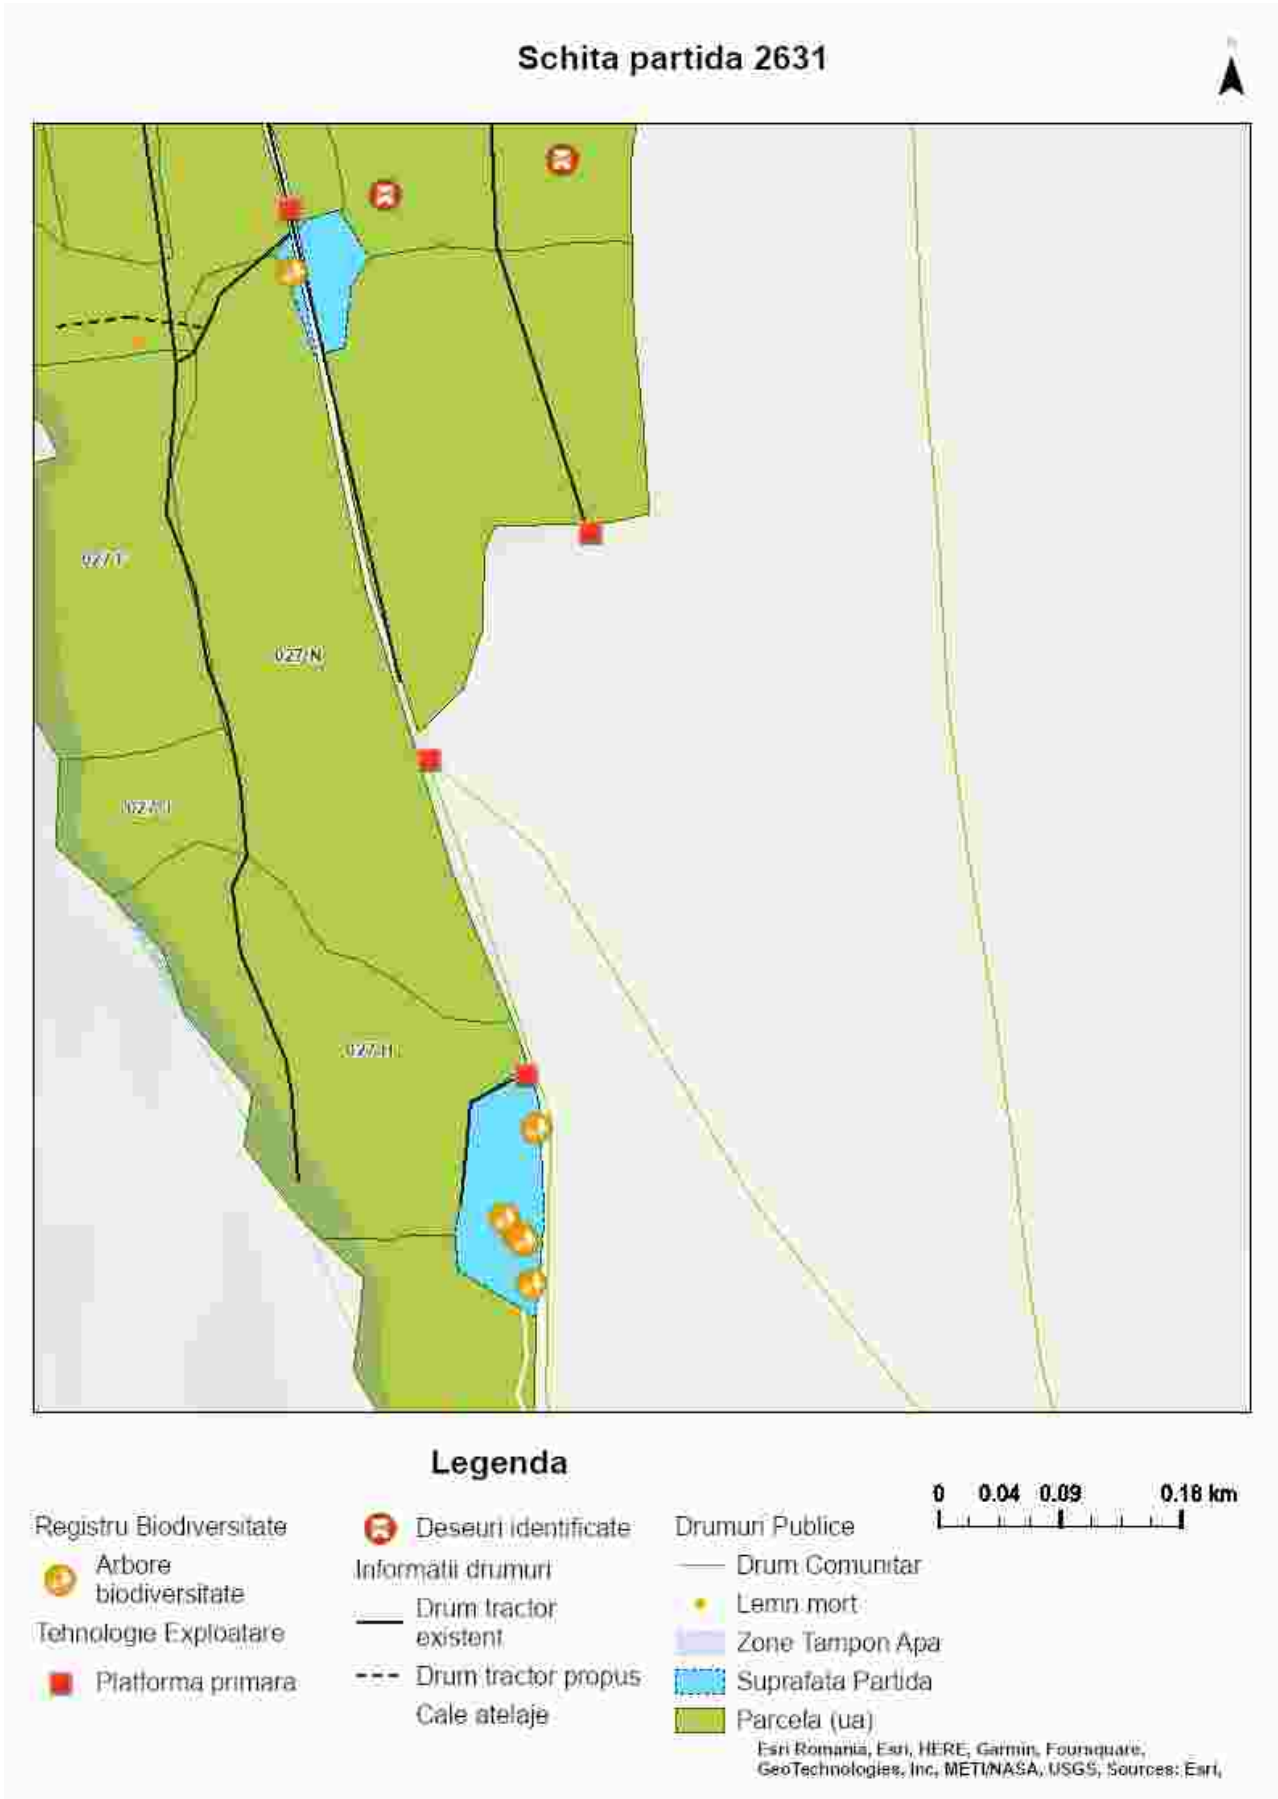 Schita partida 2631
027 N
Legenda
Registru Biodiversitate
Arbore
biodiversitate
Tehnologie Exploatare
Platforma primara
Deseuri identificate
Informatii drumuri
Drum tractor
existent
Drum tractor propus
Cale atelaje
Drumuri Publice
Drum Comunitar
Lemn mort
Zone Tampon Apa
Suprafata Partida
Parcela (ua)
0 0.04 0.09 0.18 km
Esri Romania, Esri, HERE, Garmin, Foursquare,
GeoTechnologies, Inc, METI/NASA, USGS, Sources: Esri,